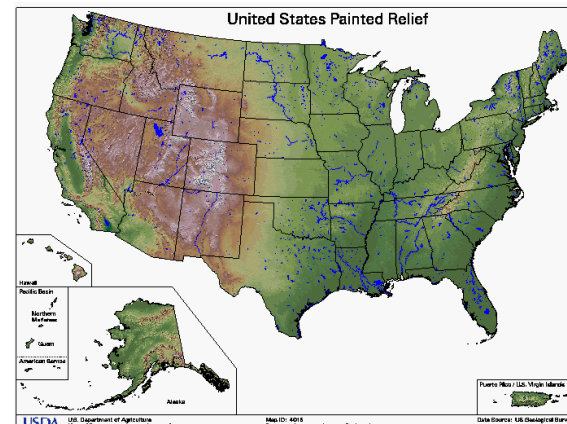 United States Painted Relief
Hawaii
Pacific Basin
Northern
Marianas
Guam
American Samoa
Alaska
Puerto Rico / U.S. Virgin Islands
USDA
U.S. Department of Agriculture
Map ID: 4015
Data Source: US Geological Surv